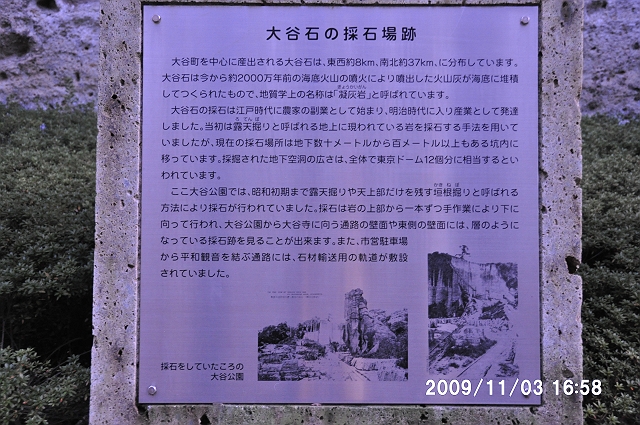 大谷石の採石場跡
大谷町を中心に産出される大谷石は、東西約8km、南北約37km、に分布しています。
大谷石は今から約2000万年前の海底火山の噴火により噴出した火山灰が海底に堆積
してつくられたもので、地質学上の名称は「凝灰岩」と呼ばれています。
大谷石の採石は江戸時代に農家の副業として始まり、明治時代に入り産業として発達
しました。当初は露天掘りと呼ばれる地上に現われている岩を採石する手法を用いて
いましたが、現在の採石場所は地下数十メートルから百メートル以上もある坑内に
移っています。採掘された地下空洞の広さは、全体で東京ドーム12個分に相当するとい
われています。
ここ大谷公園では、昭和初期まで露天掘りや天上部だけを残す垣根掘りと呼ばれる
方法により採石が行われていました。採石は岩の上部から一本ずつ手作業により下に
向って行われ、大谷公園から大谷寺に向う通路の壁面や東側の壁面には、層のように
なっている採石跡を見ることが出来ます。また、市営駐車場
から平和観音を結ぶ通路には、石材輸送用の軌道が敷設
されていました。
採石をしていたころの
大谷公園
2009/11/03 16:58